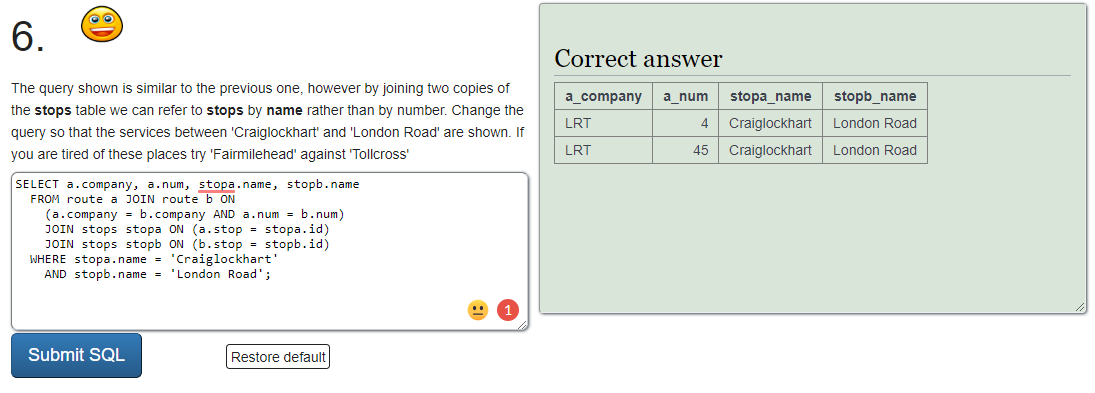 6.
The query shown is similar to the previous one, however by joining two copies of
the stops table we can refer to stops by name rather than by number. Change the
query so that the services between 'Craiglockhart' and 'London Road' are shown. If
you are tired of these places try 'Fairmilehead' against 'Tollcross'
SELECT a.company, a.num, stopa.name, stopb.name
FROM route a JOIN route b ON
(a.company = b.company AND a.num = b.num)
JOIN stops stopa ON (a.stop = stopa.id)
JOIN stops stopb ON (b.stop = stopb.id)
WHERE stopa.name = 'Craiglockhart'
AND stopb.name = 'London Road';
1
Submit SQL
Restore default
Correct answer
a_company a_num stopa_name stopb_name
LRT 4 Craiglockhart London Road
LRT 45 Craiglockhart London Road